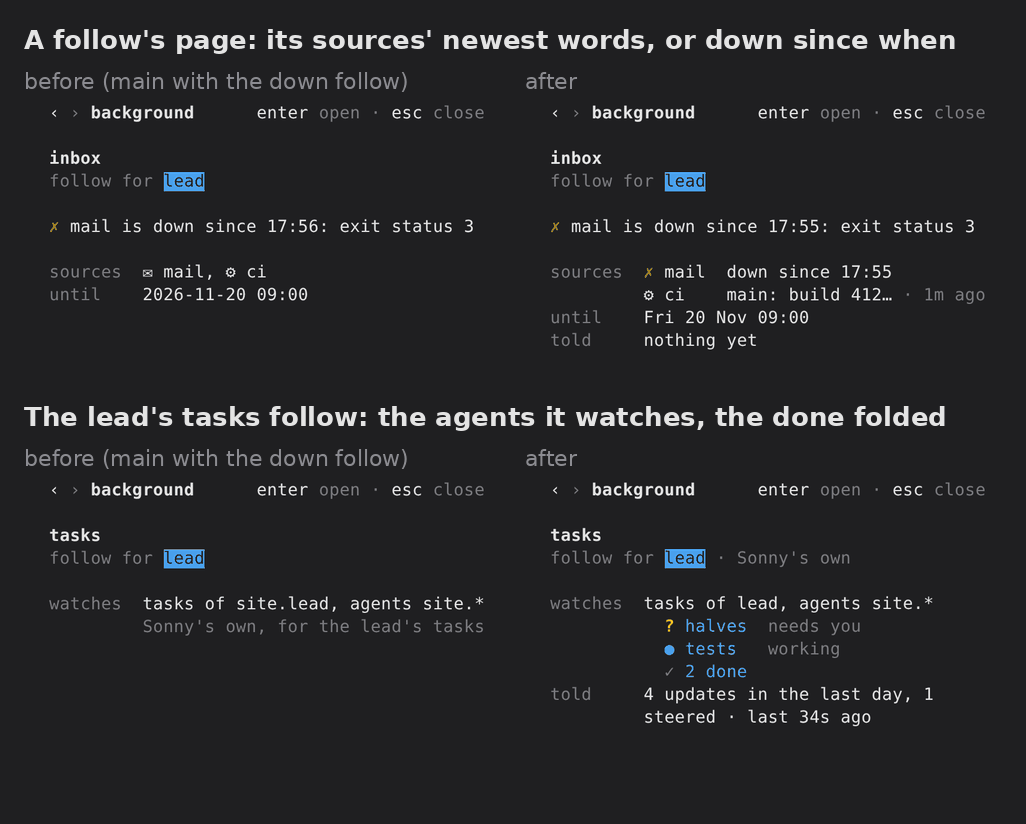 A follow's page: its sources' newest words, or down since when
before (main with the down follow)
‹ › background enter open · esc close
inbox
follow for lead
✗ mail is down since 17:56: exit status 3
sources ✉ mail, ⚙ ci
until 2026-11-20 09:00
after
‹ › background enter open · esc close
inbox
follow for lead
✗ mail is down since 17:55: exit status 3
sources ✗ mail down since 17:55
⚙ ci main: build 412… · 1m ago
until Fri 20 Nov 09:00
told nothing yet
The lead's tasks follow: the agents it watches, the done folded
before (main with the down follow)
‹ › background enter open · esc close
tasks
follow for lead
watches tasks of site.lead, agents site.*
Sonny's own, for the lead's tasks
after
‹ › background enter open · esc close
tasks
follow for lead · Sonny's own
watches tasks of lead, agents site.*
? halves needs you
● tests working
✓ 2 done
told 4 updates in the last day, 1
steered · last 34s ago